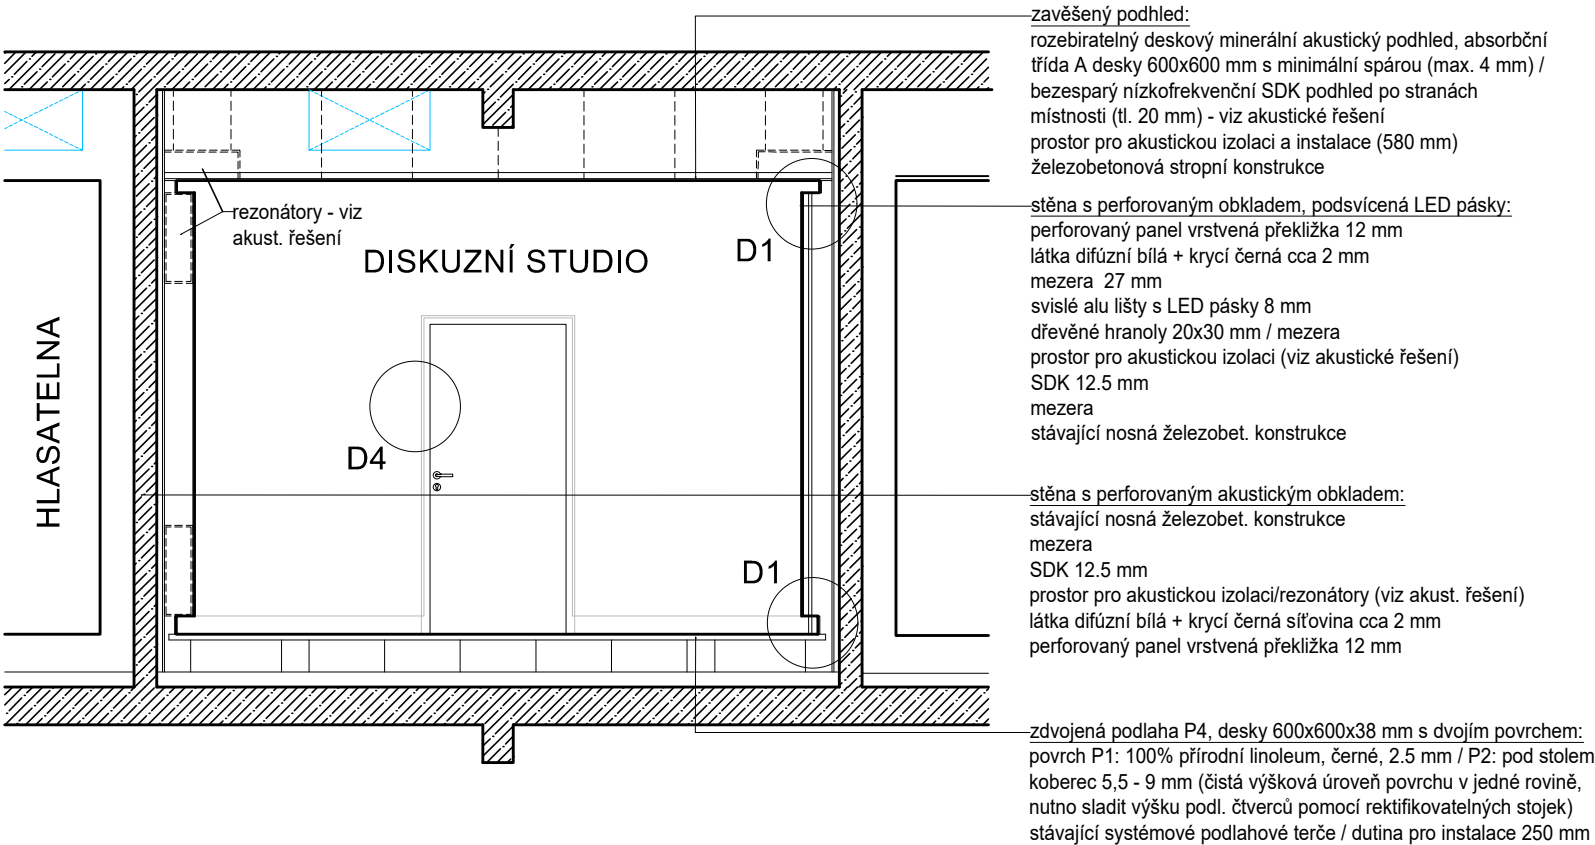 zavěšený podhled:
rozebiratelný deskový minerální akustický podhled, absorbční
třída A desky 600x600 mm s minimální spárou (max. 4 mm) /
bezesparý nízkofrekvenční SDK podhled po stranách
místnosti (tl. 20 mm) - viz akustické řešení
prostor pro akustickou izolaci a instalace (580 mm)
železobetonová stropní konstrukce
stěna s perforovaným obkladem, podsvícená LED pásky:
perforovaný panel vrstvená překližka 12 mm
látka difúzní bílá + krycí černá cca 2 mm
mezera  27 mm
svislé alu lišty s LED pásky 8 mm
dřevěné hranoly 20x30 mm / mezera
prostor pro akustickou izolaci (viz akustické řešení)
SDK 12.5 mm
mezera
stávající nosná železobet. konstrukce
stěna s perforovaným akustickým obkladem:
stávající nosná železobet. konstrukce
mezera
SDK 12.5 mm
prostor pro akustickou izolaci/rezonátory (viz akust. řešení)
látka difúzní bílá + krycí černá síťovina cca 2 mm
perforovaný panel vrstvená překližka 12 mm
zdvojená podlaha P4, desky 600x600x38 mm s dvojím povrchem:
povrch P1: 100% přírodní linoleum, černé, 2.5 mm / P2: pod stolem
koberec 5,5 - 9 mm (čistá výšková úroveň povrchu v jedné rovině,
nutno sladit výšku podl. čtverců pomocí rektifikovatelných stojek)
stávající systémové podlahové terče / dutina pro instalace 250 mm
rezonátory - viz
akust. řešení
DISKUZNÍ STUDIO
D1
D4
D1
HLASATELNA